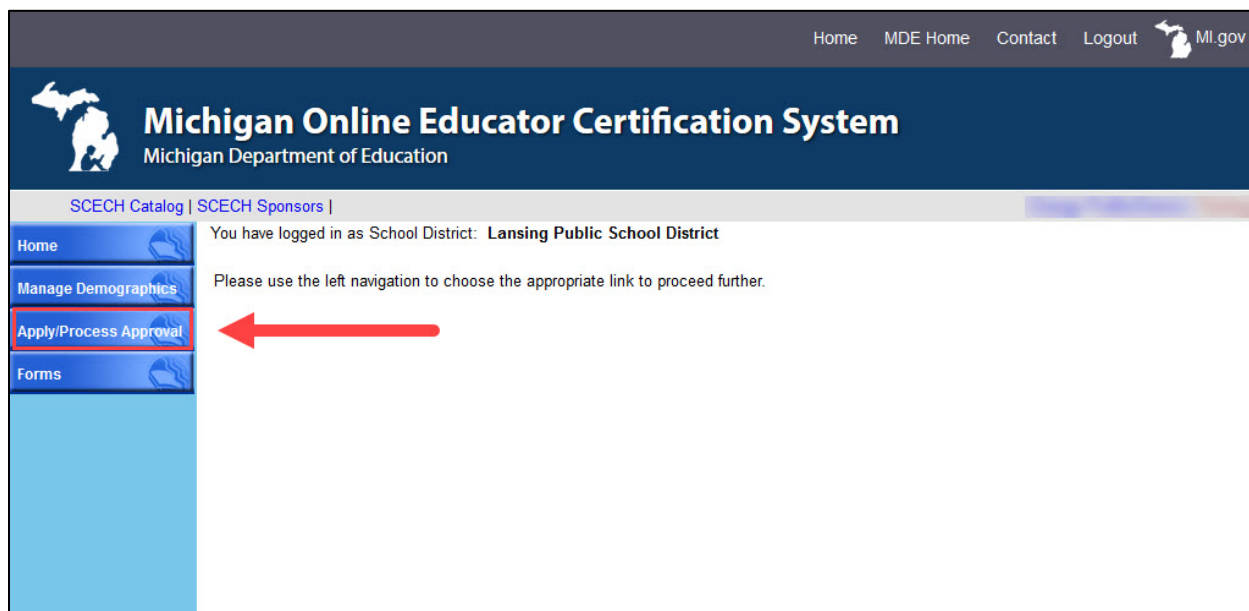 Home MDE Home Contact Logout MI.gov
Michigan Online Educator Certification System
Michigan Department of Education
SCECH Catalog | SCECH Sponsors |
Home
You have logged in as School District: Lansing Public School District
Manage Demographics
Please use the left navigation to choose the appropriate link to proceed further.
Apply/Process Approval
Forms